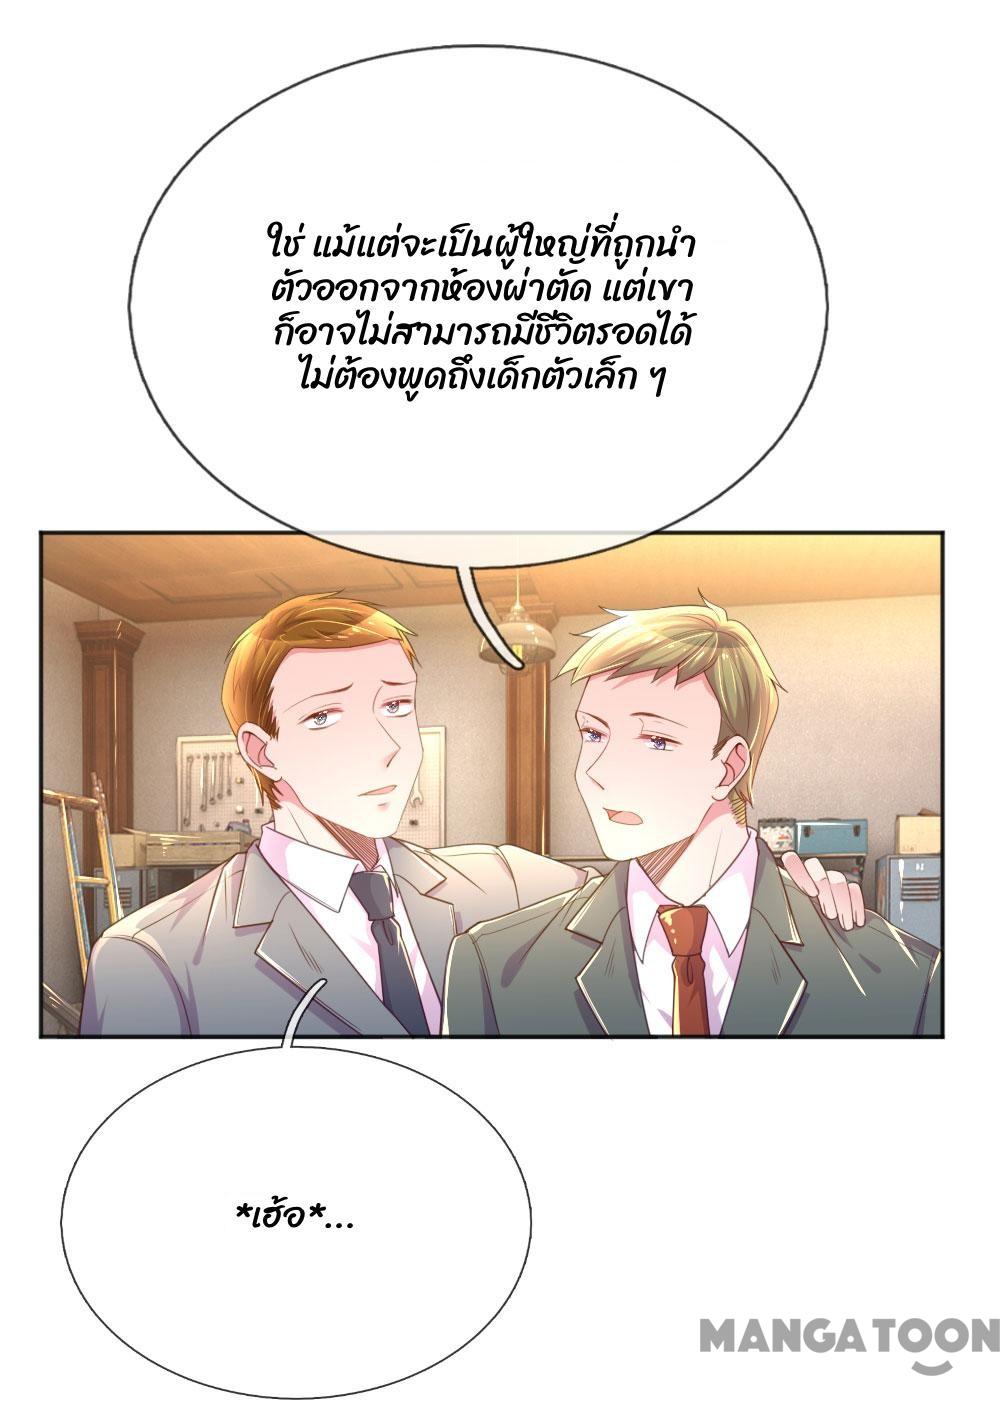 ใช่ แม้แต่จะเป็นผู้ใหญ่ที่ถูกนำ
ตัวออกจากห้องผ่าตัด แต่เขา
ก็อาจไม่สามารถมีชีวิตรอดได้
ไม่ต้องพูดถึงเด็กตัวเล็ก ๆ
*เฮ้อ*...
MANGATOON